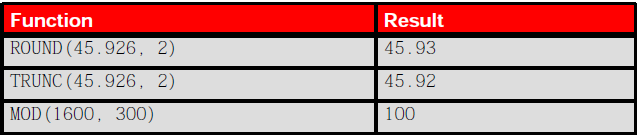 Function Result
ROUND(45.926, 2) 45.93
TRUNC(45.926, 2) 45.92
MOD(1600, 300) 100